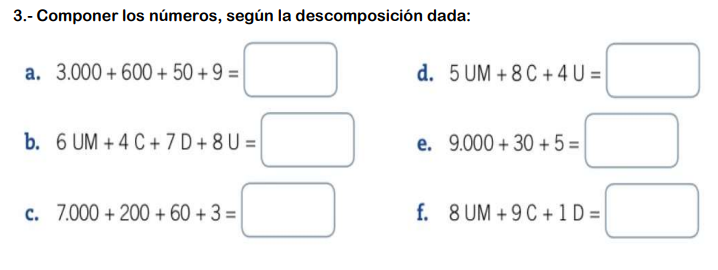 3.- Componer los números, según la descomposición dada:
a. 3.000 + 600 + 50 + 9 =
d. 5 UM + 8 C + 4 U =
b. 6 UM + 4 C + 7 D + 8 U =
e. 9.000 + 30 + 5 =
c. 7.000 + 200 + 60 + 3 =
f. 8 UM + 9 C + 1 D =